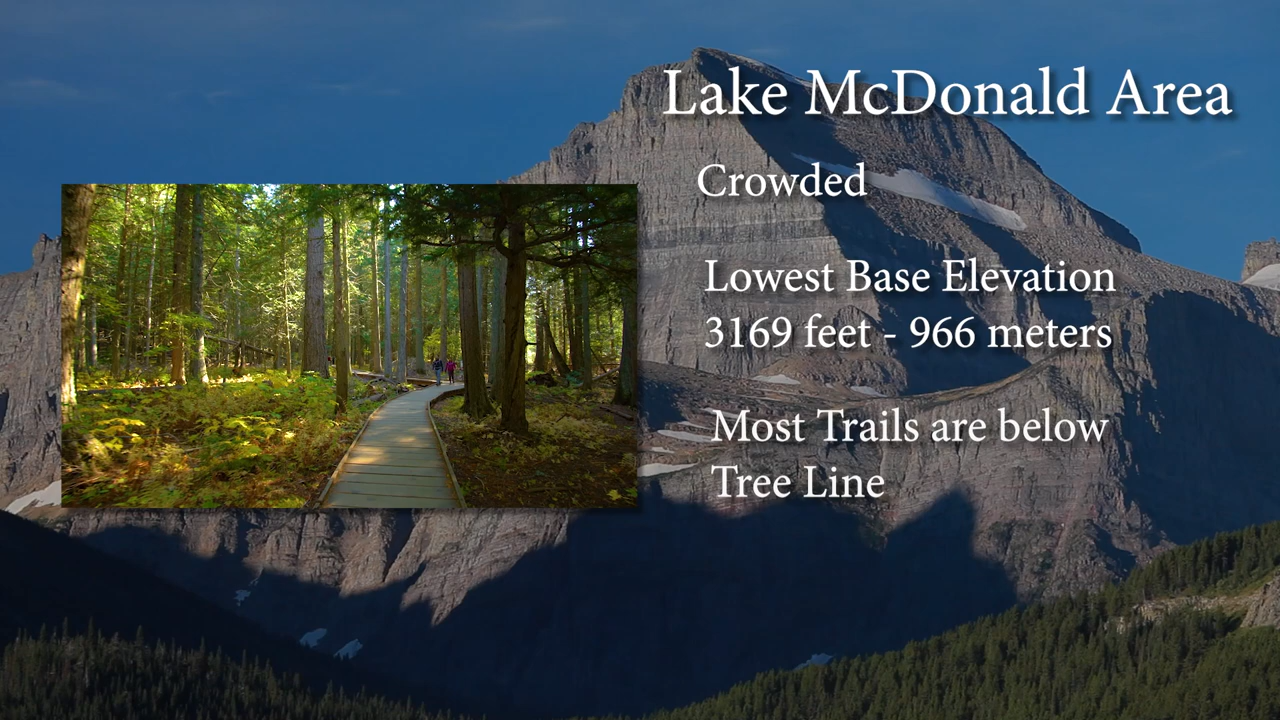 Lake McDonald Area
Crowded
Lowest Base Elevation
3169 feet - 966 meters
Most Trails are below
Tree Line